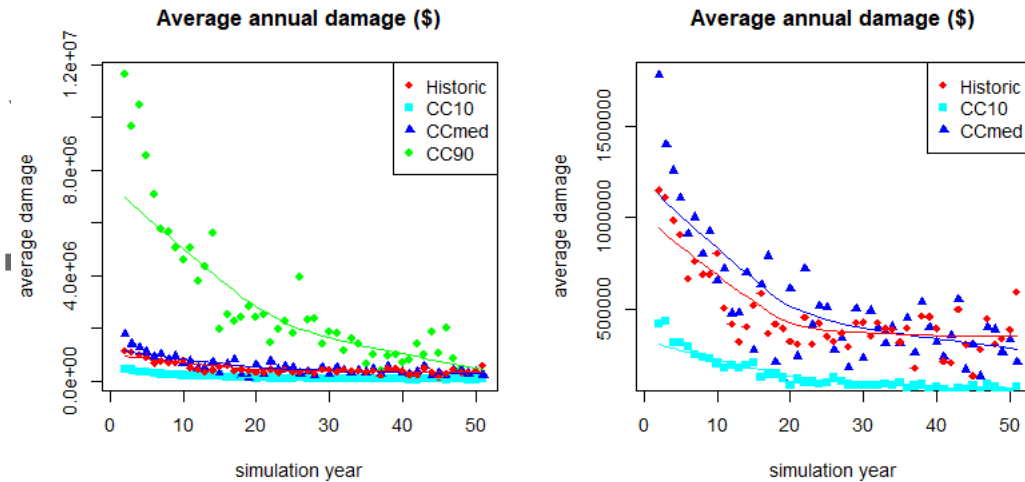 Average annual damage ($)
average damage
1.2e+07
8.0e+06
4.0e+06
0.0e+00
Historic
CC10
CCmed
CC90
0 10 20 30 40 50
simulation year
Average annual damage ($)
average damage
1500000
1000000
500000
Historic
CC10
CCmed
0 10 20 30 40 50
simulation year